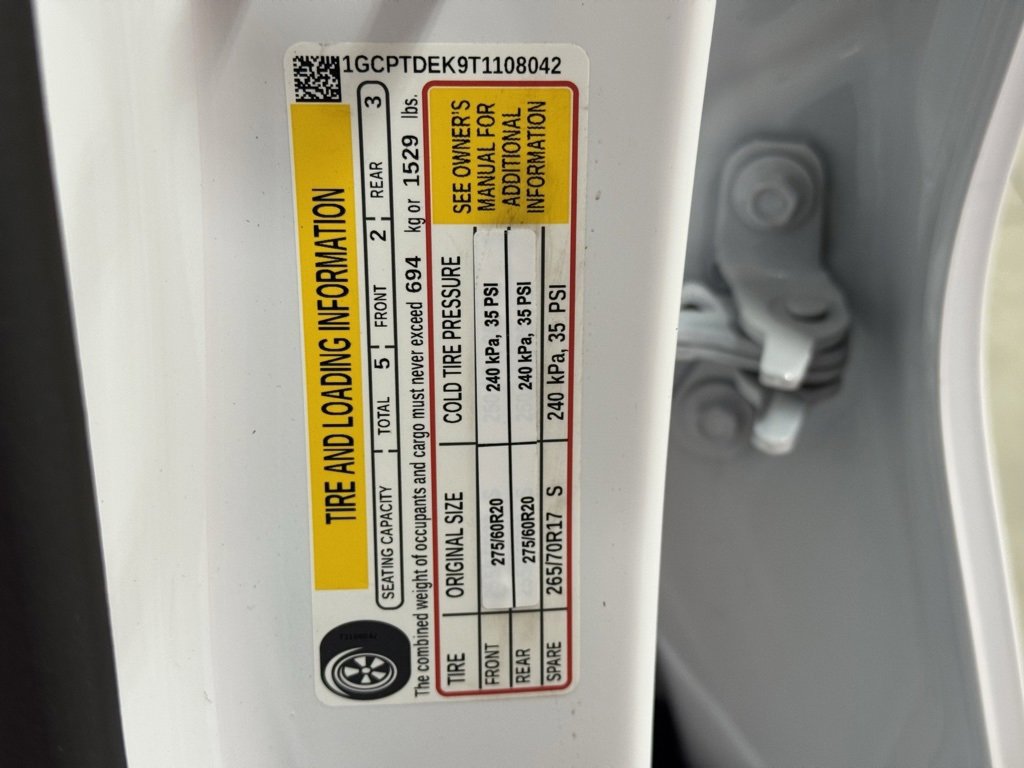 1GCPTDEK9T1108042
TIRE AND LOADING INFORMATION
SEATING CAPACITY TOTAL 5 FRONT 2 REAR 3
The combined weight of occupants and cargo must never exceed 694 kg or 1529 lbs.
TIRE ORIGINAL SIZE COLD TIRE PRESSURE
FRONT 275/60R20 240 kPa, 35 PSI
REAR 275/60R20 240 kPa, 35 PSI
SPARE 265/70R17 S 240 kPa, 35 PSI
SEE OWNER'S
MANUAL FOR
ADDITIONAL
INFORMATION